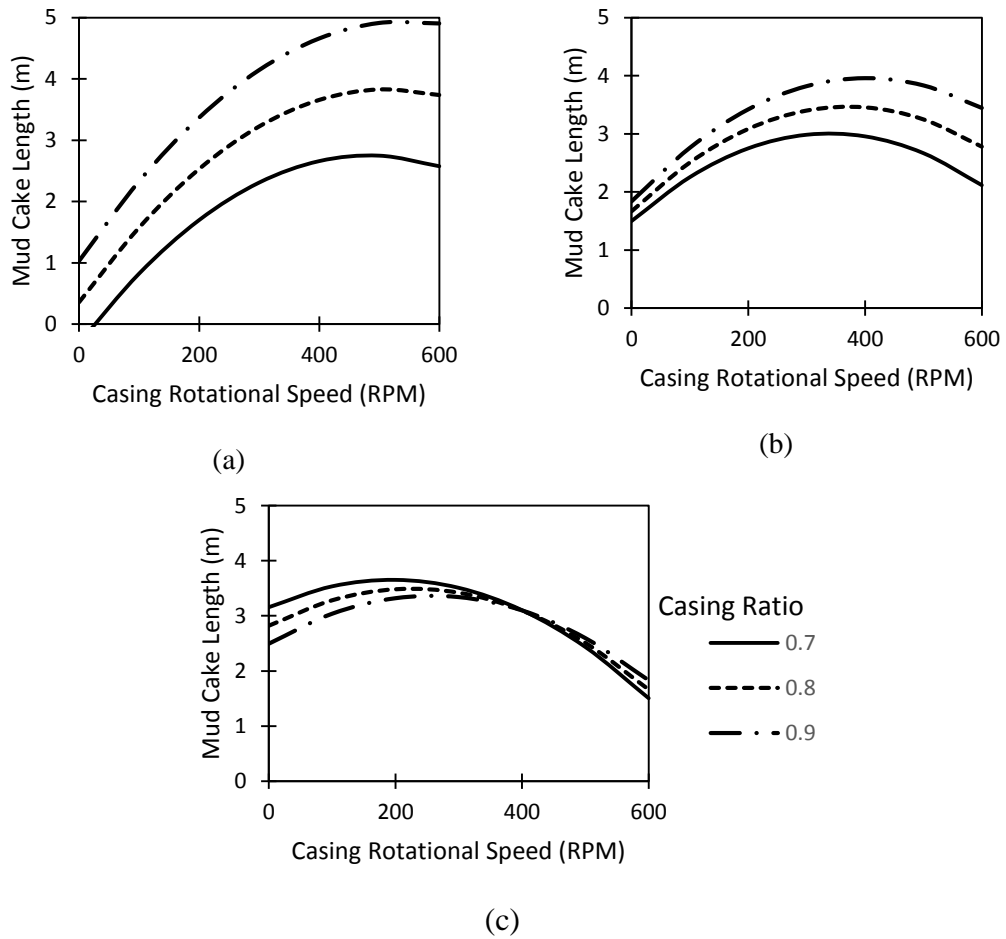 5
4
3
2
1
0
Mud Cake Length (m)
0 200 400 600
Casing Rotational Speed (RPM)
(a)
5
4
3
2
1
0
Mud Cake Length (m)
0 200 400 600
Casing Rotational Speed (RPM)
(b)
5
4
3
2
1
0
Mud Cake Length (m)
0 200 400 600
Casing Rotational Speed (RPM)
Casing Ratio
0.7
0.8
0.9
(c)